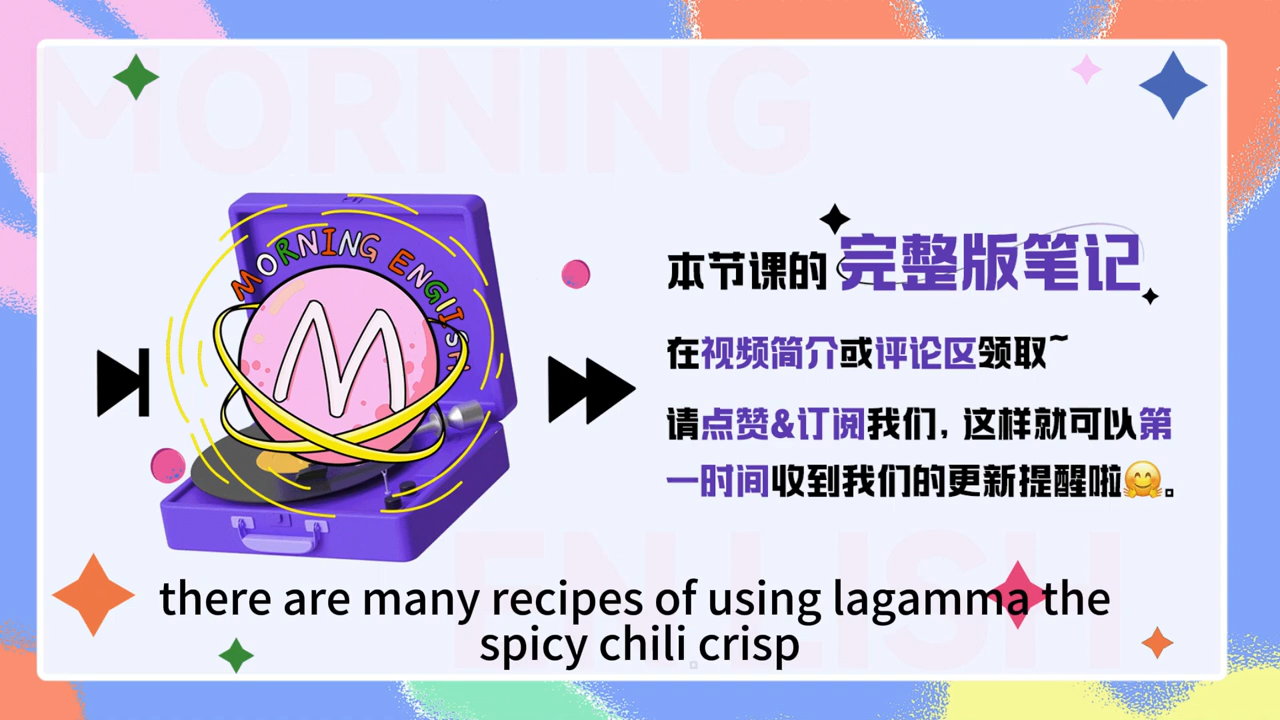 MORNING
MORNING ENGLISH
M
本节课的 完整版笔记
在视频简介或评论区领取~
请点赞&订阅我们，这样就可以第
一时间收到我们的更新提醒啦🤗。
ENLISH
there are many recipes of using lagamma the
spicy chili crisp